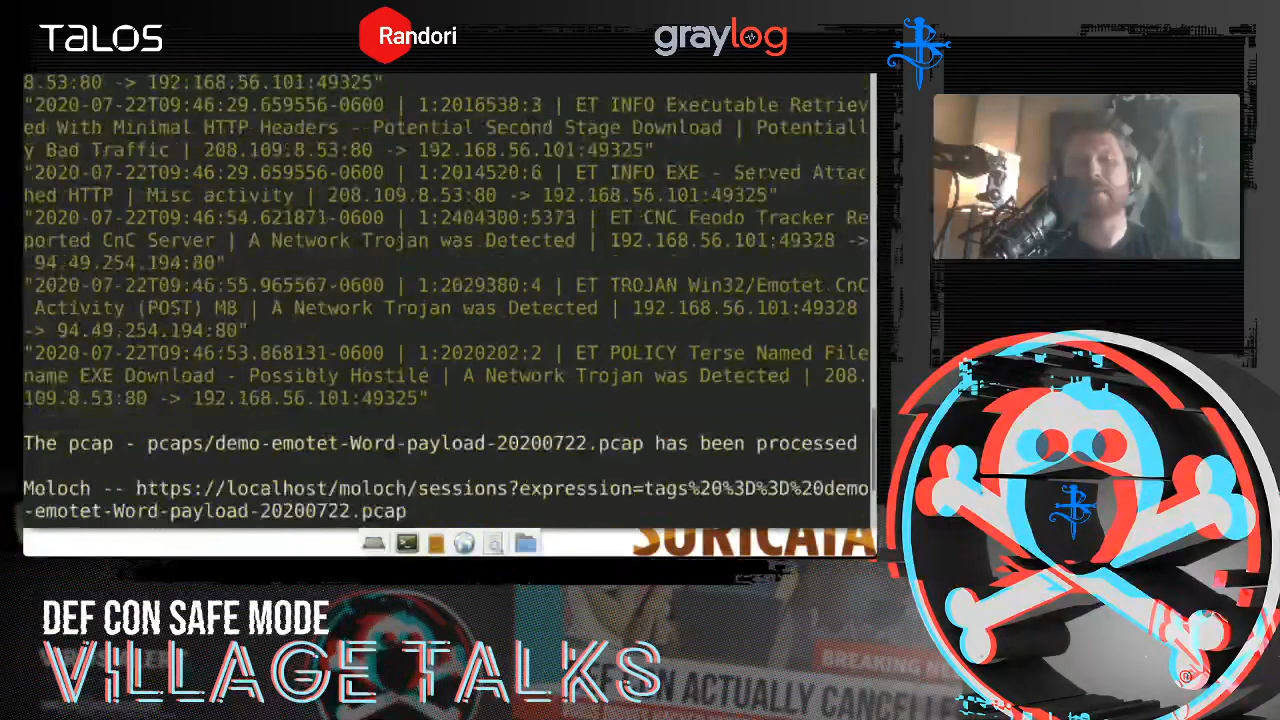 TALOS
Randori
graylog
8.53:80 -> 192.168.56.101:49325"
"2020-07-22T09:46:29.659556-0600 | 1:2016538:3 | ET INFO Executable Retriev
ed With Minimal HTTP Headers - Potential Second Stage Download | Potentiall
y Bad Traffic | 208.109.8.53:80 -> 192.168.56.101:49325"
"2020-07-22T09:46:29.659556-0600 | 1:2014520:6 | ET INFO EXE - Served Attac
hed HTTP | Misc activity | 208.109.8.53:80 -> 192.168.56.101:49325"
"2020-07-22T09:46:54.621871-0600 | 1:2404300:5373 | ET CNC Feodo Tracker Re
ported CnC Server | A Network Trojan was Detected | 192.168.56.101:49328 ->
94.49.254.194:80"
"2020-07-22T09:46:55.965567-0600 | 1:2029380:4 | ET TROJAN Win32/Emotet CnC
Activity (POST) M8 | A Network Trojan was Detected | 192.168.56.101:49328
-> 94.49.254.194:80"
"2020-07-22T09:46:53.868131-0600 | 1:2020202:2 | ET POLICY Terse Named File
name EXE Download - Possibly Hostile | A Network Trojan was Detected | 208.
109.8.53:80 -> 192.168.56.101:49325"
The pcap - pcaps/demo-emotet-Word-payload-20200722.pcap has been processed
Moloch -- https://localhost/moloch/sessions?expression=tags%20%3D%3D%20demo
-emotet-Word-payload-20200722.pcap
SURICATA
DEF CON SAFE MODE
VILLAGE TALKS
BREAKING NE
CON ACTUALLY CANCELLE